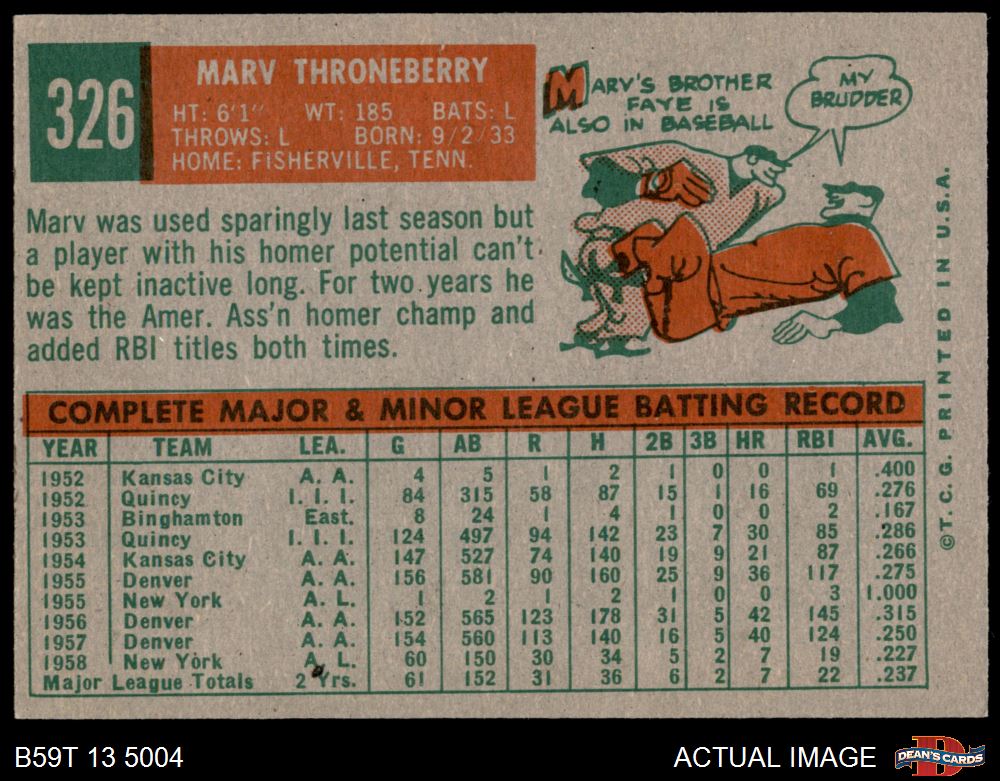 326
MARV THRONEBERRY
HT: 6'1" WT: 185 BATS: L
THROWS: L BORN: 9/2/33
HOME: FISHERVILLE, TENN.
MARV'S BROTHER
FAYE IS
ALSO IN BASEBALL
MY
BRUDDER
Marv was used sparingly last season but
a player with his homer potential can't
be kept inactive long. For two years he
was the Amer. Ass'n homer champ and
added RBI titles both times.
COMPLETE MAJOR & MINOR LEAGUE BATTING RECORD
YEAR TEAM LEA. G AB R H 2B 3B HR RBI AVG.
1952 Kansas City A. A. 4 5 1 2 1 0 0 1 .400
1952 Quincy I. I. I. 84 315 58 87 15 1 16 69 .276
1953 Binghamton East. 8 24 1 4 1 0 0 2 .167
1953 Quincy I. I. I. 124 497 94 142 23 7 30 85 .286
1954 Kansas City A. A. 147 527 74 140 19 9 21 87 .266
1955 Denver A. A. 156 581 90 160 25 9 36 117 .275
1955 New York A. L. 1 2 1 2 1 0 0 3 1.000
1956 Denver A. A. 152 565 123 178 31 5 42 145 .315
1957 Denver A. A. 154 560 113 140 16 5 40 124 .250
1958 New York A. L. 60 150 30 34 5 2 7 19 .227
Major League Totals 2 Yrs. 61 152 31 36 6 2 7 22 .237
©T. C. G. PRINTED IN U.S.A.
B59T 13 5004
ACTUAL IMAGE
D
DEAN'S CARDS